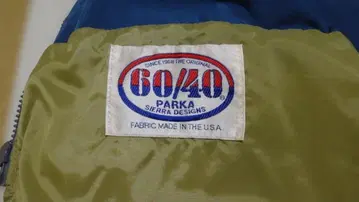 SINCE 1968 THE ORIGINAL
60/40®
PARKA
SIERRA DESIGNS
FABRIC MADE IN THE U.S.A.